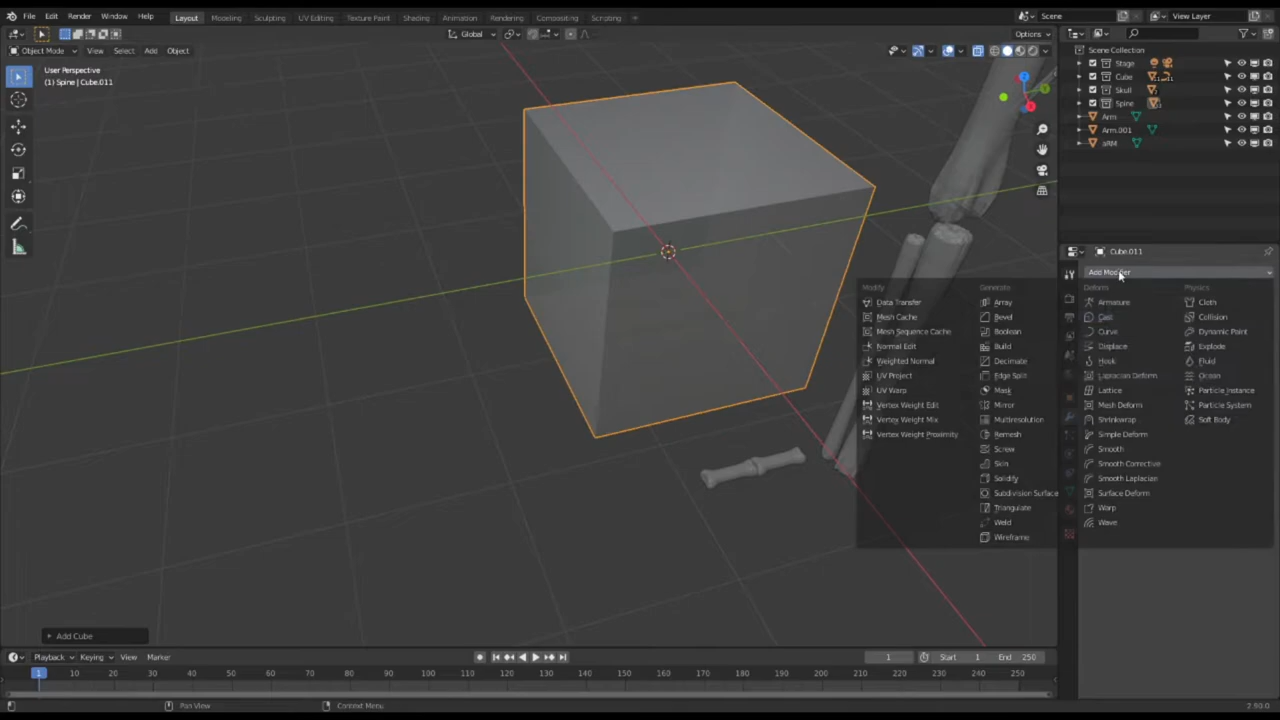 File Edit Render Window Help Layout Modeling Sculpting UV Editing Texture Paint Shading Animation Rendering Compositing Scripting + Scene View Layer
Object Mode View Select Add Object Global Options
User Perspective
(1) Spine | Cube.011
Scene Collection
Stage
Cube
Skull
Spine
Arm
Arm.001
aRM
Cube.011
Add Modifier
Modify Generate Deform Physics
Data Transfer Array Armature Cloth
Mesh Cache Bevel Cast Collision
Mesh Sequence Cache Boolean Curve Dynamic Paint
Normal Edit Build Displace Explode
Weighted Normal Decimate Hook Fluid
UV Project Edge Split Laplacian Deform Ocean
UV Warp Mask Lattice Particle Instance
Vertex Weight Edit Mirror Mesh Deform Particle System
Vertex Weight Mix Multiresolution Shrinkwrap Soft Body
Vertex Weight Proximity Remesh Simple Deform
Screw Smooth
Skin Smooth Corrective
Solidify Smooth Laplacian
Subdivision Surface Surface Deform
Triangulate Warp
Weld Wave
Wireframe
Add Cube
Playback Keying View Marker 1 Start 1 End 250
1 10 20 30 40 50 60 70 80 90 100 110 120 130 140 150 160 170 180 190 200 210 220 230 240 250
Pan View Context Menu 2.90.0